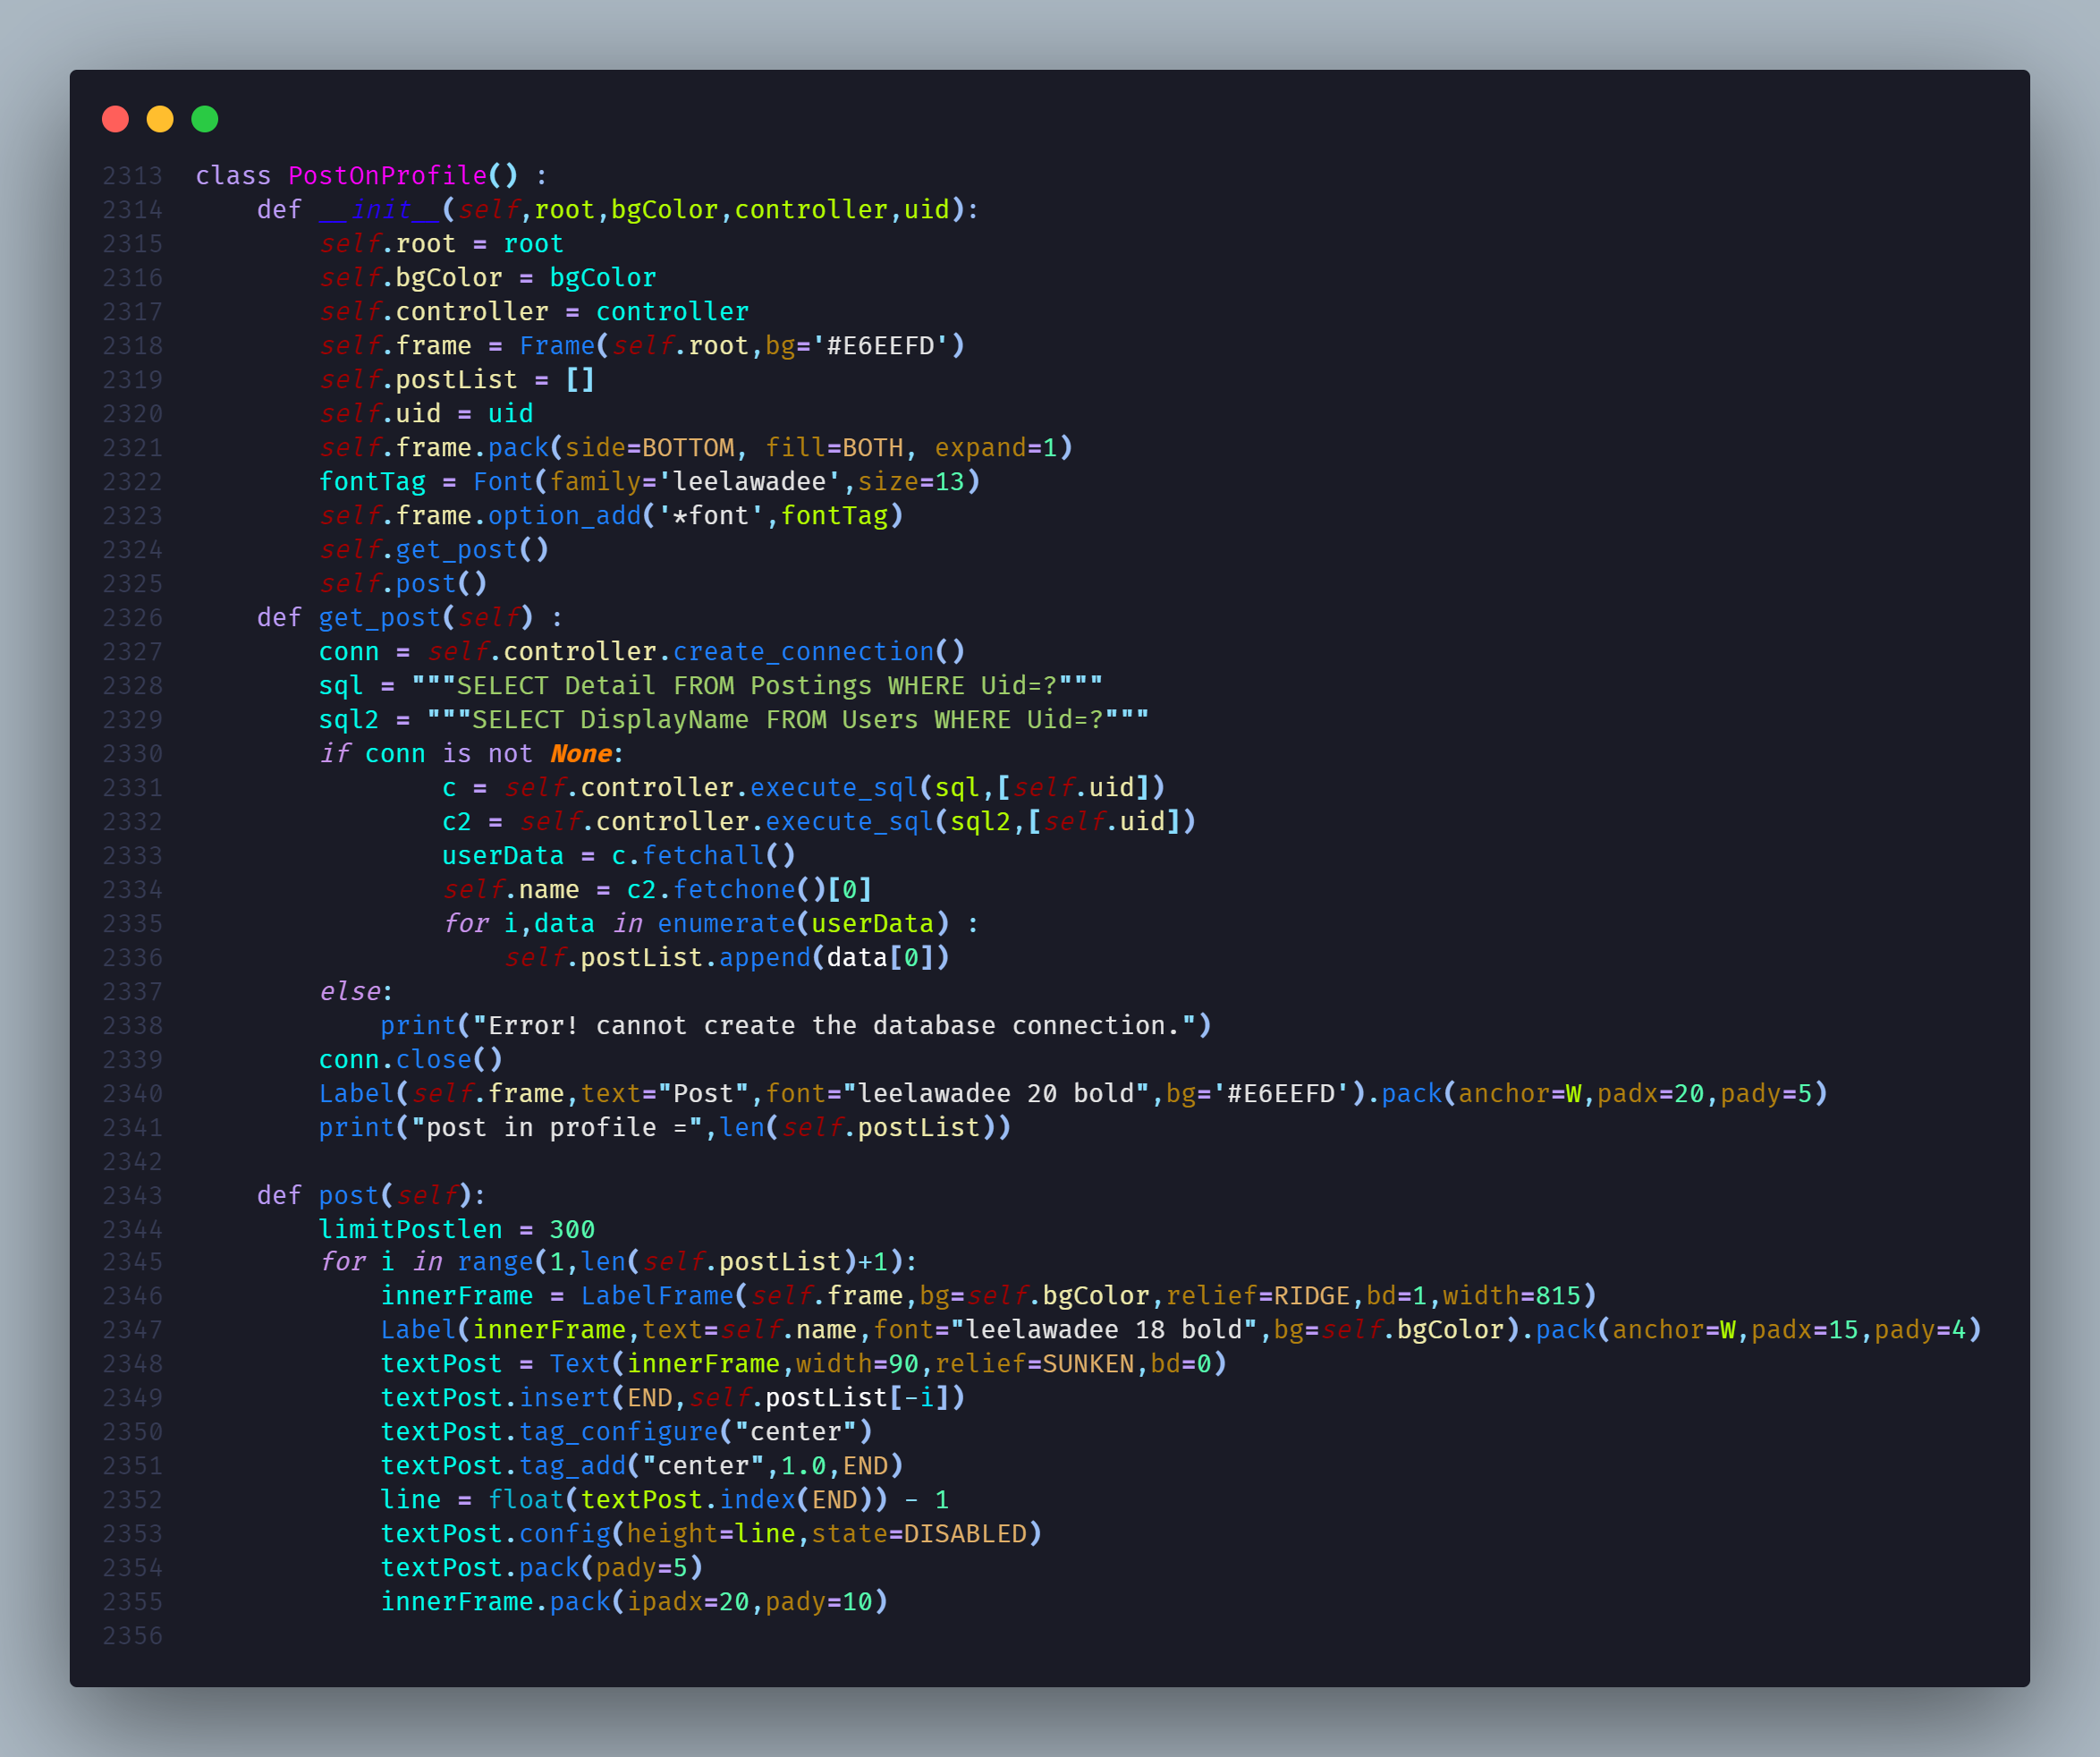 2313 class PostOnProfile() :
2314     def __init__(self,root,bgColor,controller,uid):
2315         self.root = root
2316         self.bgColor = bgColor
2317         self.controller = controller
2318         self.frame = Frame(self.root,bg='#E6EEFD')
2319         self.postList = []
2320         self.uid = uid
2321         self.frame.pack(side=BOTTOM, fill=BOTH, expand=1)
2322         fontTag = Font(family='leelawadee',size=13)
2323         self.frame.option_add('*font',fontTag)
2324         self.get_post()
2325         self.post()
2326     def get_post(self) :
2327         conn = self.controller.create_connection()
2328         sql = """SELECT Detail FROM Postings WHERE Uid=?"""
2329         sql2 = """SELECT DisplayName FROM Users WHERE Uid=?"""
2330         if conn is not None:
2331                 c = self.controller.execute_sql(sql,[self.uid])
2332                 c2 = self.controller.execute_sql(sql2,[self.uid])
2333                 userData = c.fetchall()
2334                 self.name = c2.fetchone()[0]
2335                 for i,data in enumerate(userData) :
2336                     self.postList.append(data[0])
2337         else:
2338             print("Error! cannot create the database connection.")
2339         conn.close()
2340         Label(self.frame,text="Post",font="leelawadee 20 bold",bg='#E6EEFD').pack(anchor=W,padx=20,pady=5)
2341         print("post in profile =",len(self.postList))
2342
2343     def post(self):
2344         limitPostlen = 300
2345         for i in range(1,len(self.postList)+1):
2346             innerFrame = LabelFrame(self.frame,bg=self.bgColor,relief=RIDGE,bd=1,width=815)
2347             Label(innerFrame,text=self.name,font="leelawadee 18 bold",bg=self.bgColor).pack(anchor=W,padx=15,pady=4)
2348             textPost = Text(innerFrame,width=90,relief=SUNKEN,bd=0)
2349             textPost.insert(END,self.postList[-i])
2350             textPost.tag_configure("center")
2351             textPost.tag_add("center",1.0,END)
2352             line = float(textPost.index(END)) - 1
2353             textPost.config(height=line,state=DISABLED)
2354             textPost.pack(pady=5)
2355             innerFrame.pack(ipadx=20,pady=10)
2356